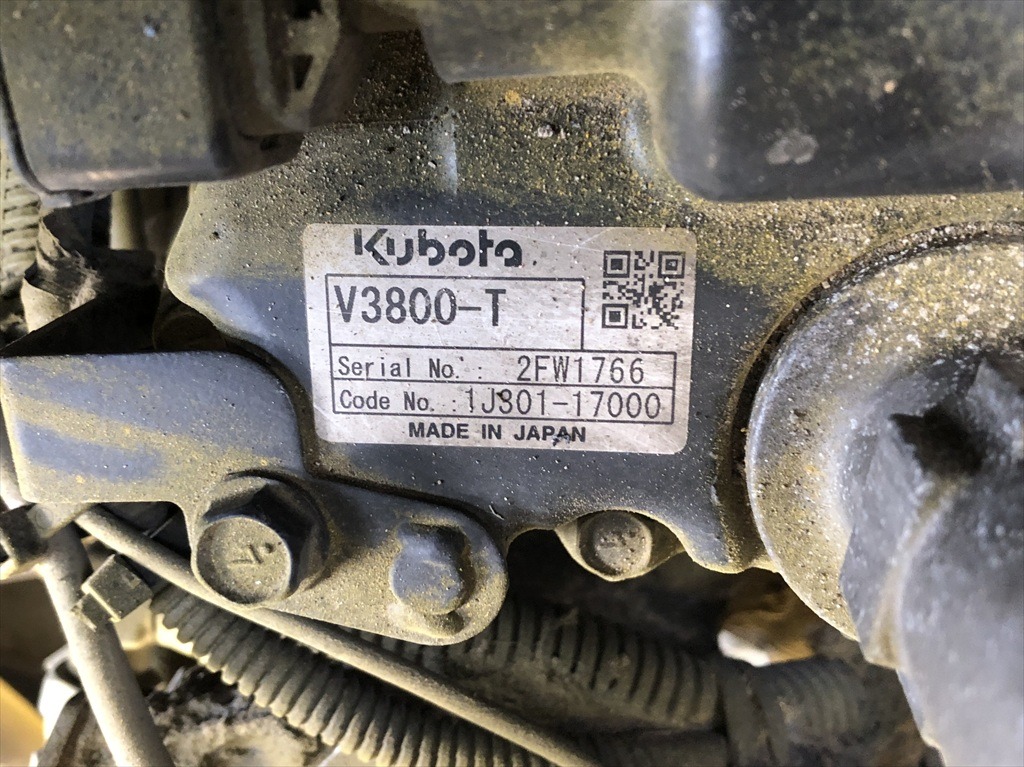 Kubota
V3800-T
Serial No. : 2FW1766
Code No. : 1J301-17000
MADE IN JAPAN